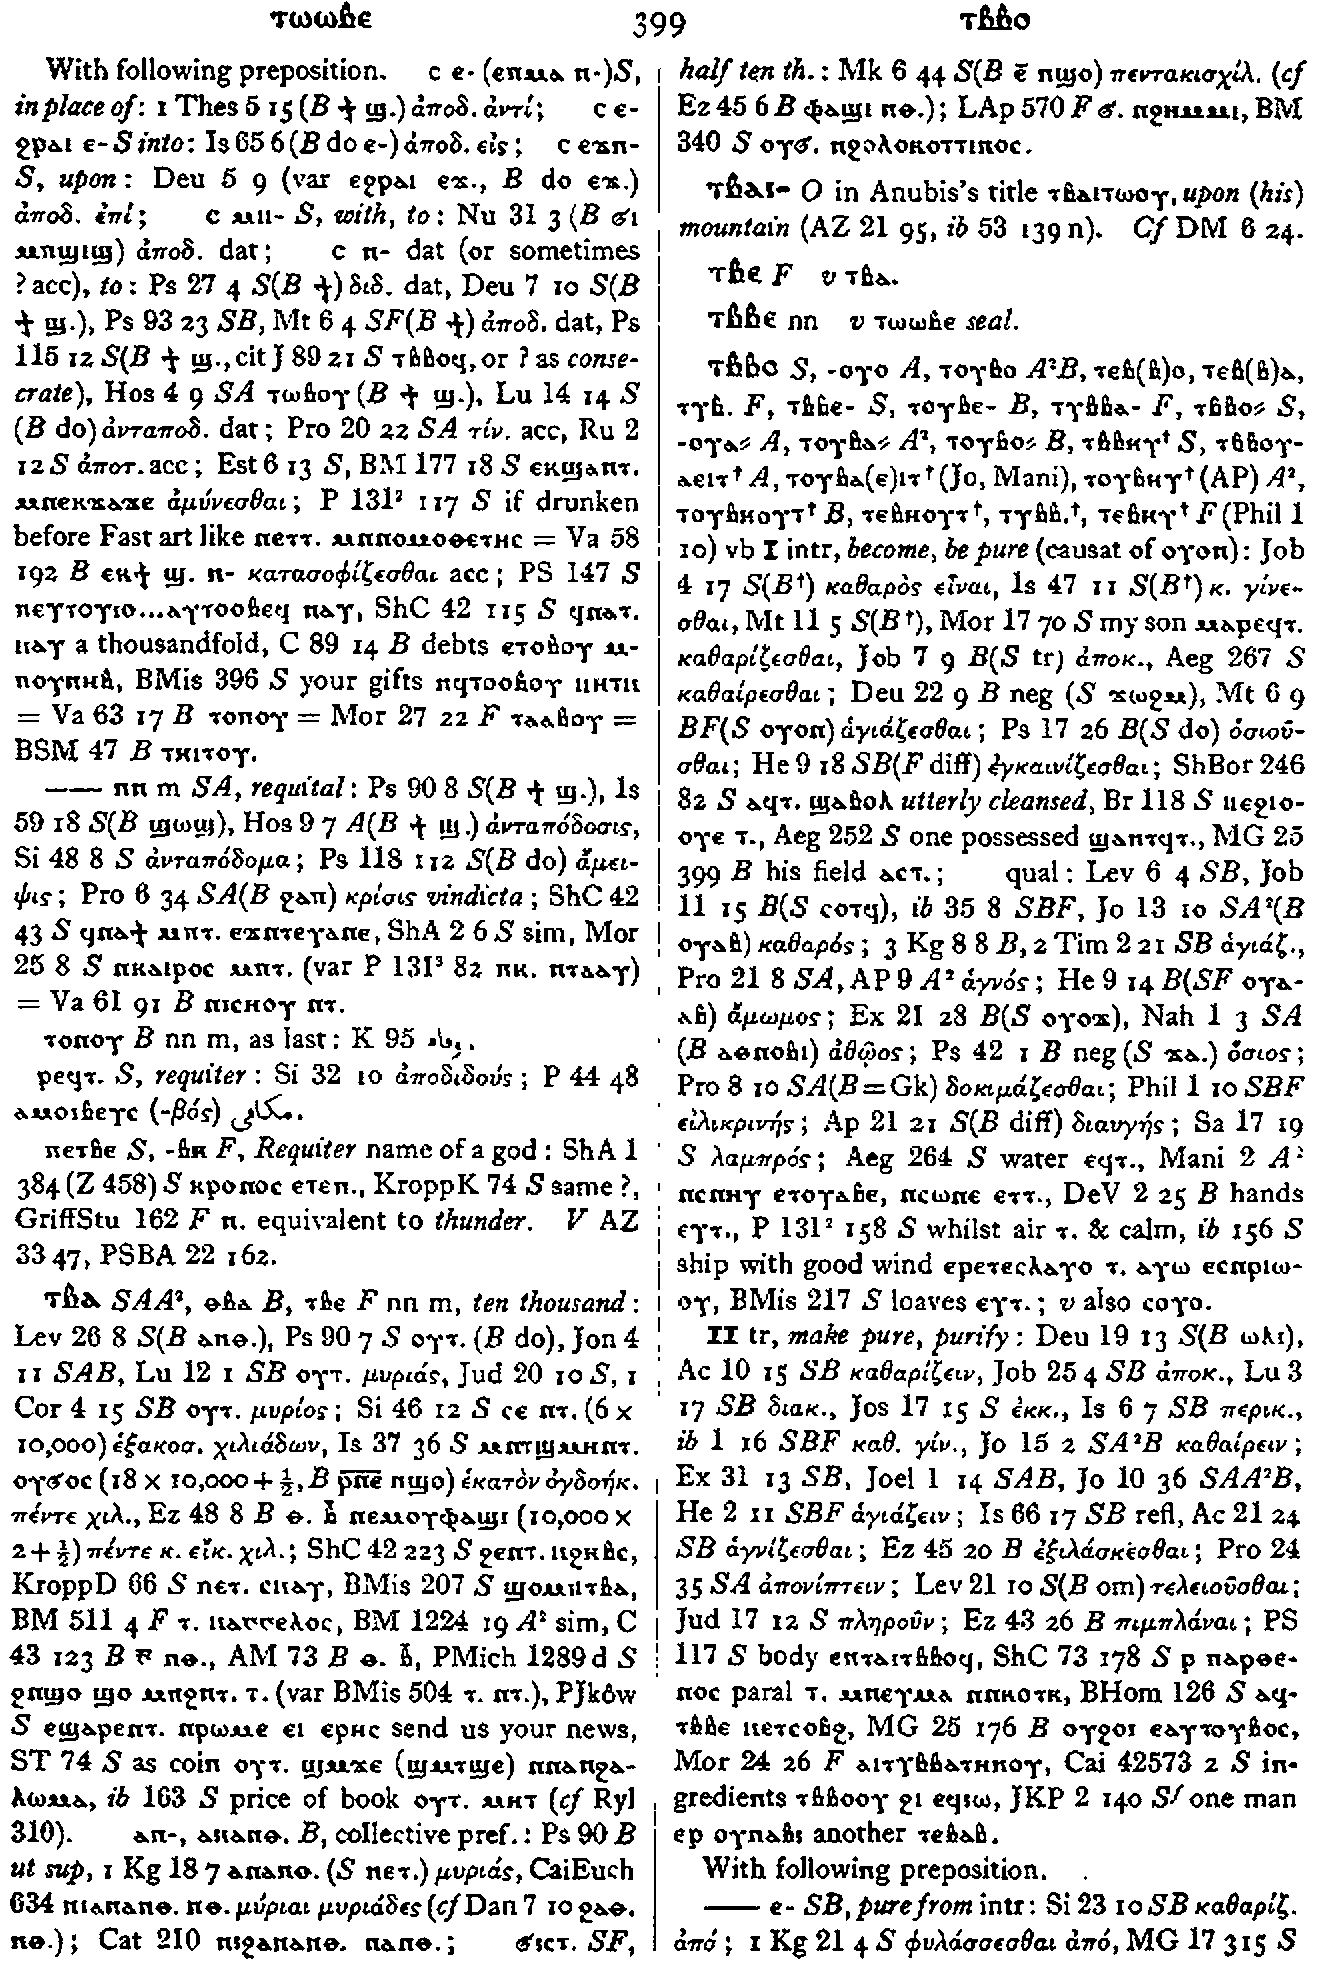 ⲧⲱⲱⲃⲉ 399 ⲧⲃⲃⲟ
With following preposition. c ⲉ- (ⲉⲡⲙⲁ ⲛ-)S,
in place of: 1 Thes 5 15 (B ϯ ϣ.) ἀποδ. ἀντί; c ⲉ-
ϩⲣⲁⲓ ⲉ- S into: Is 65 6 (B do ⲉ-) ἀποδ. εἰς; c ⲉϫⲛ-
S, upon: Deu 5 9 (var ⲉϩⲣⲁⲓ ⲉϫ., B do ⲉϫ.)
ἀποδ. ἐπί; c ⲙⲛ- S, with, to: Nu 31 3 (B ϭⲓ
ⲙⲡϣⲓϣ) ἀποδ. dat; c ⲛ- dat (or sometimes
? acc), to: Ps 27 4 S(B ϯ) διδ. dat, Deu 7 10 S(B
ϯ ϣ.), Ps 93 23 SB, Mt 6 4 SF(B ϯ) ἀποδ. dat, Ps
115 12 S(B ϯ ϣ., cit J 89 21 S ⲧⲃⲃⲟϥ, or ? as conse-
crate), Hos 4 9 SA ⲧⲱⲃⲟⲩ (B ϯ ϣ.), Lu 14 14 S
(B do) ἀνταποδ. dat; Pro 20 22 SA τίν. acc, Ru 2
12 S ἀποτ. acc; Est 6 13 S, BM 177 18 S ⲉⲕϣⲁⲛⲧ.
ⲙⲡⲉⲕϫⲁϫⲉ ἀμύνεσθαι; P 131² 117 S if drunken
before Fast art like ⲡⲉⲧⲧ. ⲙⲡⲛⲟⲙⲟⲑⲉⲧⲏⲥ = Va 58
192 B ⲉⲕϯ ϣ. ⲛ- κατασοφίζεσθαι acc; PS 147 S
ⲛⲉⲩⲧⲟⲩⲓⲟ...ⲁⲩⲧⲟⲟⲃⲉϥ ⲛⲁⲩ, ShC 42 115 S ϥⲛⲁⲧ.
ⲛⲁⲩ a thousandfold, C 89 14 B debts ⲉⲧⲟⲃⲟⲩ ⲙ-
ⲡⲟⲩⲛⲏⲃ, BMis 396 S your gifts ⲛϥⲧⲟⲟⲃⲟⲩ ⲛⲏⲧⲛ
= Va 63 17 B ⲧⲟⲡⲟⲩ = Mor 27 22 F ⲧⲁⲁⲃⲟⲩ =
BSM 47 B ⲧⲏⲓⲧⲟⲩ.
—— ⲛⲛ m SA, requital: Ps 90 8 S(B ϯ ϣ.), Is
59 18 S(B ϣⲱϣ), Hos 9 7 A(B ϯ ϣ.) ἀνταπόδοσις,
Si 48 8 S ἀνταπόδομα; Ps 118 112 S(B do) ἄμει-
ψις; Pro 6 34 SA(B ϩⲁⲡ) κρίσις vindicta; ShC 42
43 S ϥⲛⲁϯ ⲙⲡⲧ. ⲉϫⲛⲧⲉⲩⲁⲡⲉ, ShA 2 6 S sim, Mor
25 8 S ⲡⲕⲁⲓⲣⲟⲥ ⲙⲡⲧ. (var P 131³ 82 ⲡⲕ. ⲛⲧⲁⲁⲩ)
= Va 61 91 B ⲡⲓⲥⲏⲟⲩ ⲛⲧ.
ⲧⲟⲡⲟⲩ B nn m, as last: K 95
ⲣⲉϥⲧ. S, requiter: Si 32 10 ἀποδιδούς; P 44 48
ⲁⲙⲟⲓⲃⲉⲩⲥ (-βός) مكافى.
ⲡⲉⲧⲃⲉ S, -ⲃⲏ F, Requiter name of a god: ShA 1
384 (Z 458) S ⲕⲣⲟⲛⲟⲥ ⲉⲧⲉⲡ., KroppK 74 S same ?,
GriffStu 162 F ⲡ. equivalent to thunder. V AZ
33 47, PSBA 22 162.
ⲧⲃⲁ SAA², ⲑⲃⲁ B, ⲧⲃⲉ F nn m, ten thousand:
Lev 26 8 S(B ⲁⲛⲑ.), Ps 90 7 S ⲟⲩⲧ. (B do), Jon 4
11 SAB, Lu 12 1 SB ⲟⲩⲧ. μυριάς, Jud 20 10 S, 1
Cor 4 15 SB ⲟⲩⲧ. μυρίος; Si 46 12 S ⲥⲉ ⲛⲧ. (6 x
10,000) ἑξακοσ. χιλιάδων, Is 37 36 S ⲙⲛⲧϣⲙⲏⲛⲧ.
ⲟⲩϭⲟⲥ (18 x 10,000 + ½, B ⲣ̅ⲡ̅ⲉ̅ ⲛϣⲟ) ἑκατὸν ὀγδοήκ.
πέντε χιλ., Ez 48 8 B ⲑ. ⲃ̅ ⲛⲉⲙⲟⲩⲫⲁϣⲓ (10,000 x
2 + ½) πέντε κ. εἴκ. χιλ.; ShC 42 223 S ϩⲉⲛⲧ. ⲛϩⲏⲃⲥ,
KroppD 66 S ⲡⲉⲧ. ⲥⲛⲁⲩ, BMis 207 S ϣⲟⲙⲛⲧⲃⲁ,
BM 511 4 F ⲧ. ⲛⲁⲅⲅⲉⲗⲟⲥ, BM 1224 19 A² sim, C
43 123 B ⲅ̅ ⲛⲑ., AM 73 B ⲑ. ⲃ̅, PMich 1289 d S
ϩⲛϣⲟ ϣⲟ ⲙⲛϩⲛⲧ. ⲧ. (var BMis 504 ⲧ. ⲛⲧ.), PJkôw
S ⲉϣⲁⲣⲉⲛⲧ. ⲛⲣⲱⲙⲉ ⲉⲓ ⲉⲣⲏⲥ send us your news,
ST 74 S as coin ⲟⲩⲧ. ϣⲙϫⲉ (ϣⲙⲧϣⲉ) ⲛⲛⲁⲛϩⲁ-
ⲗⲱⲙⲁ, ib 163 S price of book ⲟⲩⲧ. ⲙⲏⲧ (cf Ryl
310). ⲁⲛ-, ⲁⲛⲁⲛⲑ. B, collective pref.: Ps 90 B
ut sup, 1 Kg 18 7 ⲁⲛⲁⲛⲑ. (S ⲛⲉⲧ.) μυριάς, CaiEuch
634 ⲛⲓⲁⲛⲁⲛⲑ. ⲛⲑ. μύριαι μυριάδες (cf Dan 7 10 ϩⲁⲑ.
ⲛⲑ.); Cat 210 ⲛⲓϩⲁⲛⲁⲛⲑ. ⲛⲁⲛⲑ.; ϭⲓⲥⲧ. SF,
half ten th.: Mk 6 44 S(B ⲉ̅ ⲛϣⲟ) πεντακισχίλ. (cf
Ez 45 6 B ⲫⲁϣⲓ ⲛⲑ.); LAp 570 F ϭ. ⲛϩⲏⲙⲙⲓ, BM
340 S ⲟⲩϭ. ⲛϩⲟⲗⲟⲕⲟⲧⲧⲓⲛⲟⲥ.
ⲧⲃⲁⲓ- O in Anubis's title ⲧⲃⲁⲓⲧⲱⲟⲩ, upon (his)
mountain (AZ 21 95, ib 53 139 n). Cf DM 6 24.
ⲧⲃⲉ F v ⲧⲃⲁ.
ⲧⲃⲃⲉ nn v ⲧⲱⲱⲃⲉ seal.
ⲧⲃⲃⲟ S, -ⲟⲩⲟ A, ⲧⲟⲩⲃⲟ A²B, ⲧⲉⲃ(ⲃ)ⲟ, ⲧⲉⲃ(ⲃ)ⲁ,
ⲧⲩⲃ. F, ⲧⲃⲃⲉ- S, ⲧⲟⲩⲃⲉ- B, ⲧⲩⲃⲃⲁ- F, ⲧⲃⲃⲟ⸗ S,
-ⲟⲩⲁ⸗ A, ⲧⲟⲩⲃⲁ⸗ A², ⲧⲟⲩⲃⲟ⸗ B, ⲧⲃⲃⲏⲩ† S, ⲧⲃⲃⲟⲩ-
ⲁⲉⲓⲧ† A, ⲧⲟⲩⲃⲁ(ⲉ)ⲓⲧ† (Jo, Mani), ⲧⲟⲩⲃⲏⲩ† (AP) A²,
ⲧⲟⲩⲃⲏⲟⲩⲧ† B, ⲧⲉⲃⲏⲟⲩⲧ†, ⲧⲩⲃⲃ.†, ⲧⲉⲃⲏⲩ† F (Phil 1
10) vb I intr, become, be pure (causat of ⲟⲩⲟⲡ): Job
4 17 S(B†) καθαρὸς εἶναι, Is 47 11 S(B†) κ. γίνε-
σθαι, Mt 11 5 S(B†), Mor 17 70 S my son ⲙⲁⲣⲉϥⲧ.
καθαρίζεσθαι, Job 7 9 B(S tr) ἀποκ., Aeg 267 S
καθαίρεσθαι; Deu 22 9 B neg (S ϫⲱϩⲙ), Mt 6 9
BF(S ⲟⲩⲟⲡ) ἁγιάζεσθαι; Ps 17 26 B(S do) ὁσιοῦ-
σθαι; He 9 18 SB(F diff) ἐγκαινίζεσθαι; ShBor 246
82 S ⲁϥⲧ. ϣⲁⲃⲟⲗ utterly cleansed, Br 118 S ⲛⲉϩⲓⲟ-
ⲟⲩⲉ ⲧ., Aeg 252 S one possessed ϣⲁⲛⲧϥⲧ., MG 25
399 B his field ⲁⲥⲧ.; qual: Lev 6 4 SB, Job
11 15 B(S ⲥⲟⲧϥ), ib 35 8 SBF, Jo 13 10 SA²(B
ⲟⲩⲁⲃ) καθαρός; 3 Kg 8 8 B, 2 Tim 2 21 SB ἁγιάζ.,
Pro 21 8 SA, AP 9 A² ἁγνός; He 9 14 B(SF ⲟⲩⲁ-
ⲁⲃ) ἄμωμος; Ex 21 28 B(S ⲟⲩⲟϫ), Nah 1 3 SA
(B ⲁⲑⲛⲟⲃⲓ) ἀθῷος; Ps 42 1 B neg (S ϫⲁ.) ὅσιος;
Pro 8 10 SA(B = Gk) δοκιμάζεσθαι; Phil 1 10 SBF
εἰλικρινής; Ap 21 21 S(B diff) διαυγής; Sa 17 19
S λαμπρός; Aeg 264 S water ⲉϥⲧ., Mani 2 A²
ⲡⲥⲛⲏⲩ ⲉⲧⲟⲩⲁⲃⲉ, ⲛⲥⲱⲛⲉ ⲉⲧⲧ., DeV 2 25 B hands
ⲉⲩⲧ., P 131² 158 S whilst air ⲧ. & calm, ib 156 S
ship with good wind ⲉⲣⲉⲧⲉⲥⲗⲁⲩⲟ ⲧ. ⲁⲩⲱ ⲉⲥⲡⲣⲓⲱ-
ⲟⲩ, BMis 217 S loaves ⲉⲩⲧ.; v also ⲥⲟⲩⲟ.
II tr, make pure, purify: Deu 19 13 S(B ⲱⲗⲓ),
Ac 10 15 SB καθαρίζειν, Job 25 4 SB ἀποκ., Lu 3
17 SB διακ., Jos 17 15 S ἐκκ., Is 6 7 SB περικ.,
ib 1 16 SBF καθ. γίν., Jo 15 2 SA²B καθαίρειν;
Ex 31 13 SB, Joel 1 14 SAB, Jo 10 36 SAA²B,
He 2 11 SBF ἁγιάζειν; Is 66 17 SB refl, Ac 21 24
SB ἁγνίζεσθαι; Ez 45 20 B ἐξιλάσκεσθαι; Pro 24
35 SA ἀπονίπτειν; Lev 21 10 S(B om) τελειοῦσθαι;
Jud 17 12 S πληροῦν; Ez 43 26 B πιμπλάναι; PS
117 S body ⲉⲛⲧⲁⲓⲧⲃⲃⲟϥ, ShC 73 178 S ⲣ ⲡⲁⲣⲑⲉ-
ⲛⲟⲥ paral ⲧ. ⲙⲡⲉⲩⲙⲁ ⲛⲛⲕⲟⲧⲕ, BHom 126 S ⲁϥ-
ⲧⲃⲃⲉ ⲛⲉⲧⲥⲟⲃϩ, MG 25 176 B ⲟⲩϩⲟⲓ ⲉⲁⲩⲧⲟⲩⲃⲟⲥ,
Mor 24 26 F ⲁⲓⲧⲩⲃⲃⲁⲧⲏⲛⲟⲩ, Cai 42573 2 S in-
gredients ⲧⲃⲃⲟⲟⲩ ϩⲓ ⲉϥⲓⲱ, JKP 2 140 Sf one man
ⲉⲣ ⲟⲩⲛⲁⲃⲓ another ⲧⲉⲃⲁⲃ.
With following preposition.
—— ⲉ- SB, pure from intr: Si 23 10 SB καθαρίζ.
ἀπό; 1 Kg 21 4 S φυλάσσεσθαι ἀπό, MG 17 315 S